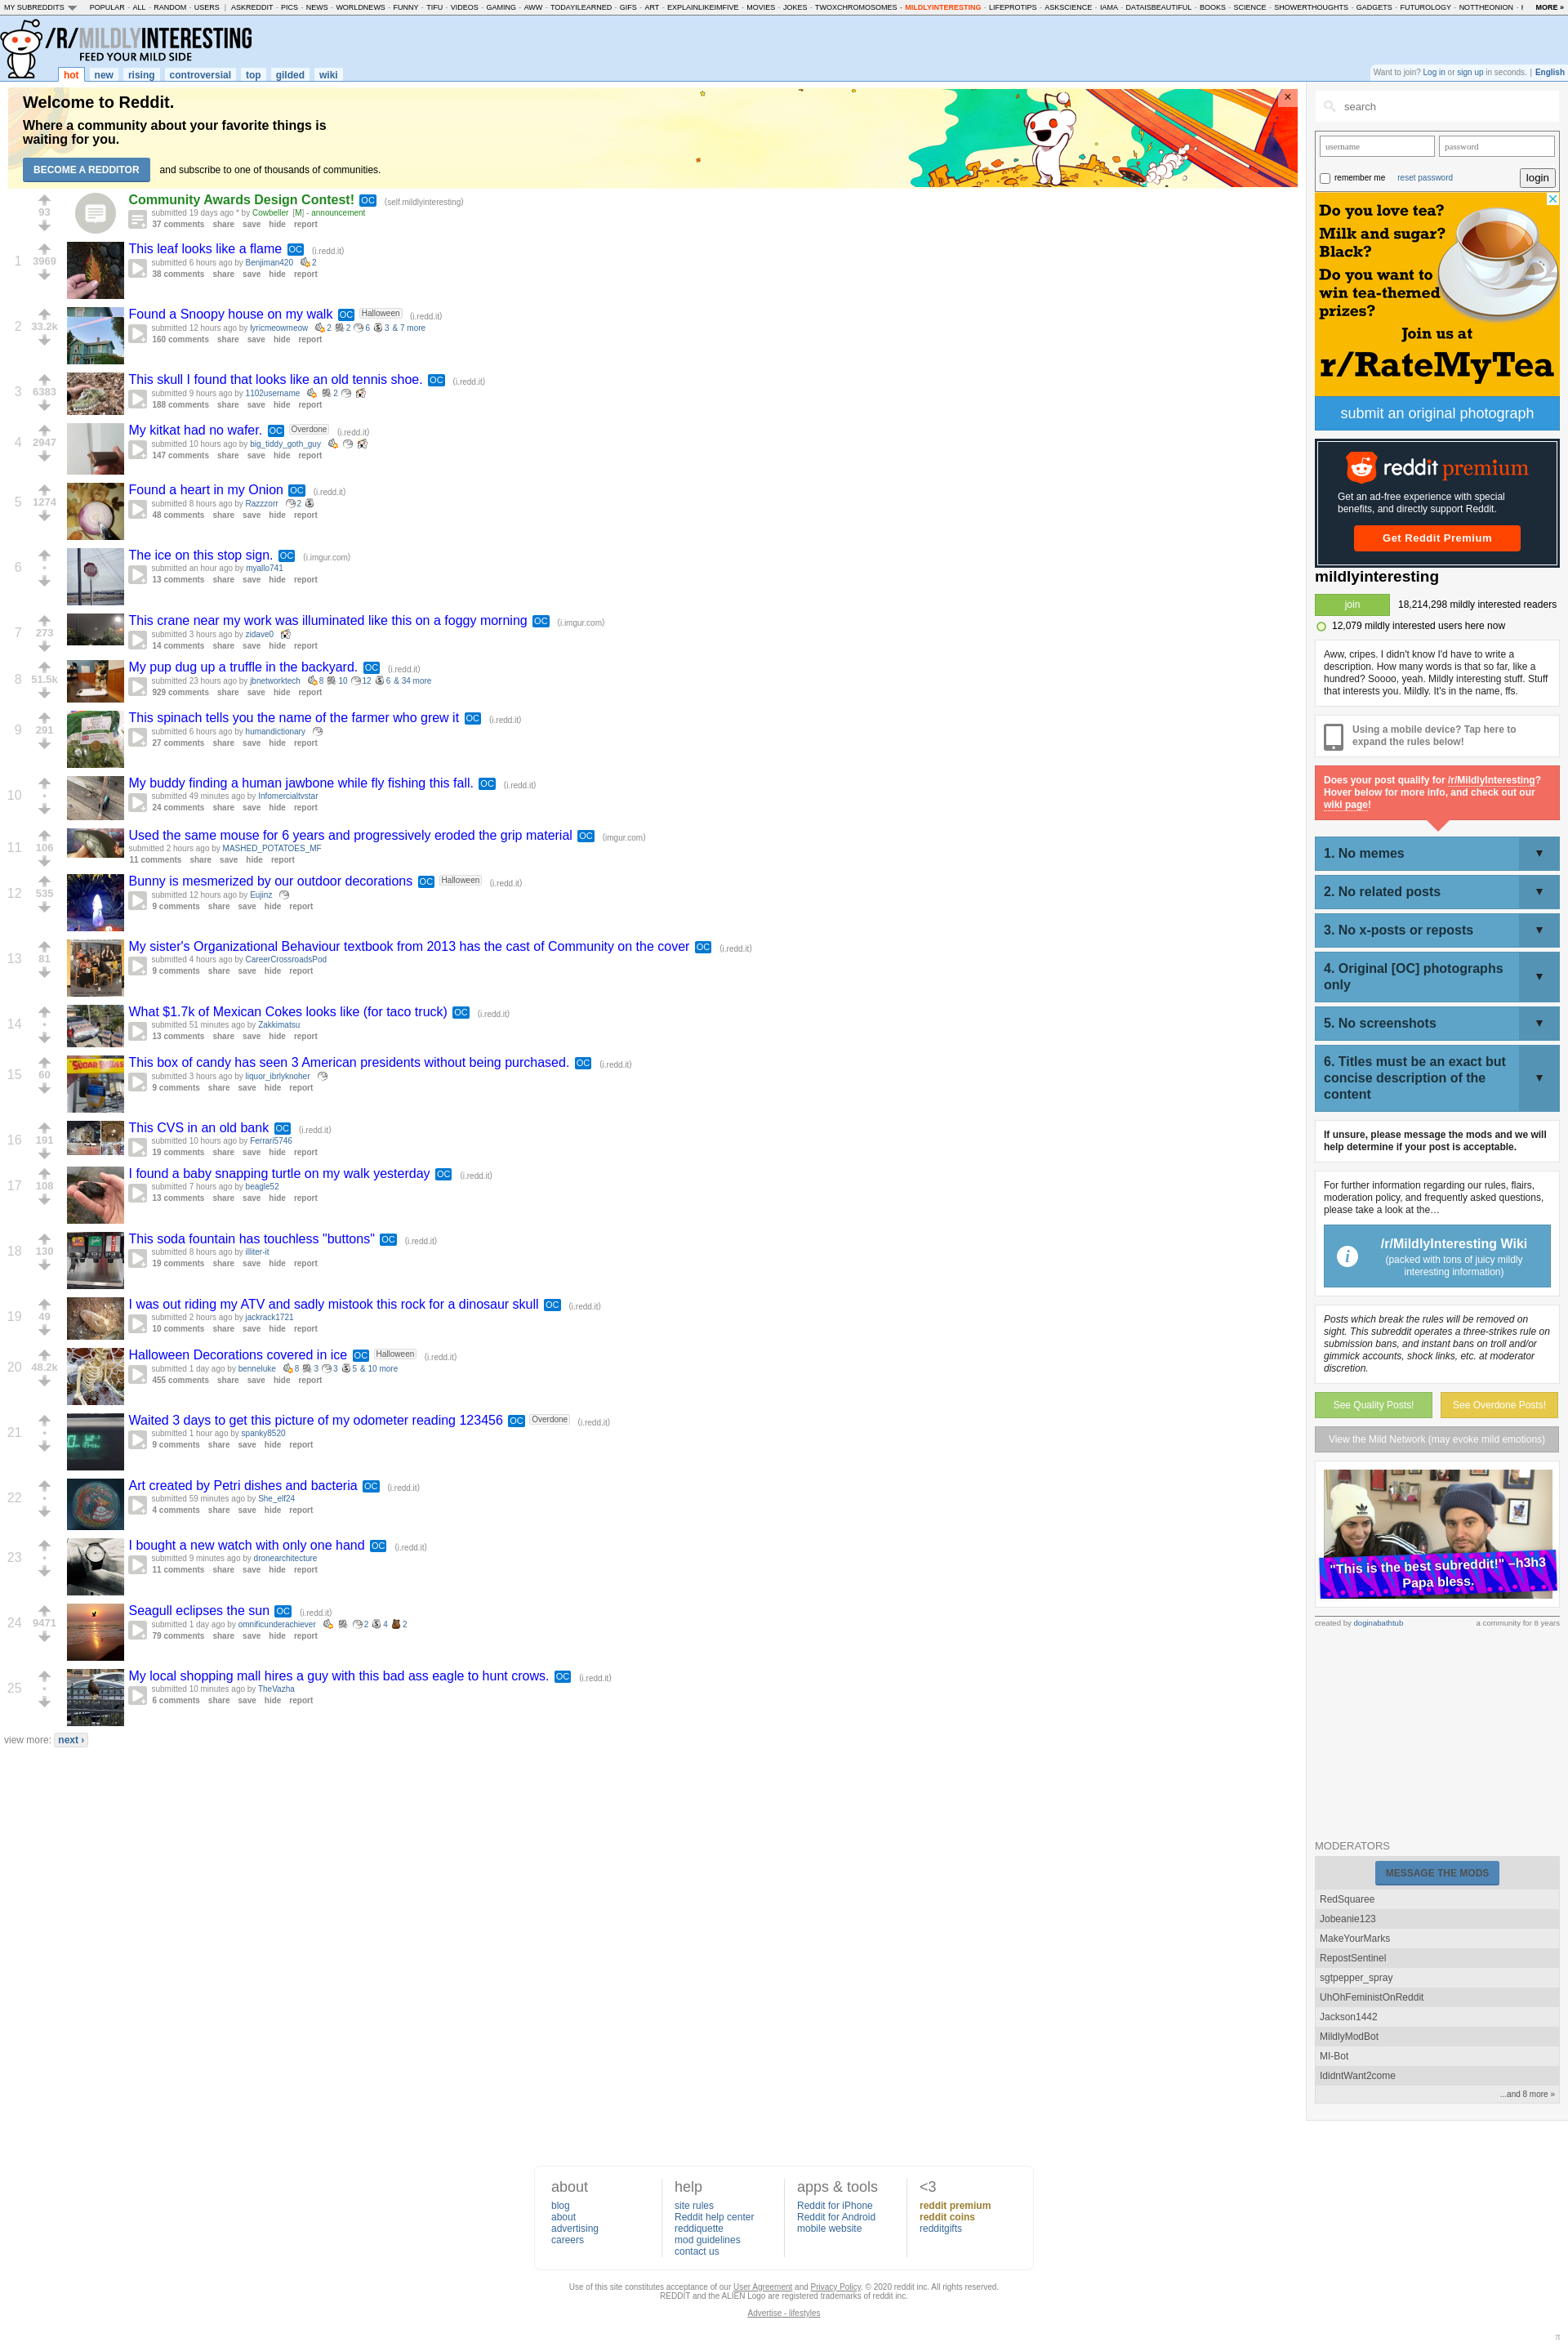 MY SUBREDDITS POPULAR - ALL - RANDOM - USERS | ASKREDDIT - PICS - NEWS - WORLDNEWS - FUNNY - TIFU - VIDEOS - GAMING - AWW - TODAYILEARNED - GIFS - ART - EXPLAINLIKEIMFIVE - MOVIES - JOKES - TWOXCHROMOSOMES - MILDLYINTERESTING - LIFEPROTIPS - ASKSCIENCE - IAMA - DATAISBEAUTIFUL - BOOKS - SCIENCE - SHOWERTHOUGHTS - GADGETS - FUTUROLOGY - NOTTHEONION - MORE »
/R/MILDLYINTERESTING
FEED YOUR MILD SIDE
hot new rising controversial top gilded wiki
Want to join? Log in or sign up in seconds. | English
Welcome to Reddit.
Where a community about your favorite things is
waiting for you.
BECOME A REDDITOR and subscribe to one of thousands of communities.
×
93
Community Awards Design Contest! OC (self.mildlyinteresting)
submitted 19 days ago * by Cowbeller [M] - announcement
37 comments share save hide report
1 3969
This leaf looks like a flame OC (i.redd.it)
submitted 6 hours ago by Benjiman420 2
38 comments share save hide report
2 33.2k
Found a Snoopy house on my walk OC Halloween (i.redd.it)
submitted 12 hours ago by lyricmeowmeow 2 2 6 3 & 7 more
160 comments share save hide report
3 6383
This skull I found that looks like an old tennis shoe. OC (i.redd.it)
submitted 9 hours ago by 1102username 2
188 comments share save hide report
4 2947
My kitkat had no wafer. OC Overdone (i.redd.it)
submitted 10 hours ago by big_tiddy_goth_guy
147 comments share save hide report
5 1274
Found a heart in my Onion OC (i.redd.it)
submitted 8 hours ago by Razzzorr 2
48 comments share save hide report
6 •
The ice on this stop sign. OC (i.imgur.com)
submitted an hour ago by myallo741
13 comments share save hide report
7 273
This crane near my work was illuminated like this on a foggy morning OC (i.imgur.com)
submitted 3 hours ago by zidave0
14 comments share save hide report
8 51.5k
My pup dug up a truffle in the backyard. OC (i.redd.it)
submitted 23 hours ago by jbnetworktech 8 10 12 6 & 34 more
929 comments share save hide report
9 291
This spinach tells you the name of the farmer who grew it OC (i.redd.it)
submitted 6 hours ago by humandictionary
27 comments share save hide report
10 •
My buddy finding a human jawbone while fly fishing this fall. OC (i.redd.it)
submitted 49 minutes ago by Infomercialtvstar
24 comments share save hide report
11 106
Used the same mouse for 6 years and progressively eroded the grip material OC (imgur.com)
submitted 2 hours ago by MASHED_POTATOES_MF
11 comments share save hide report
12 535
Bunny is mesmerized by our outdoor decorations OC Halloween (i.redd.it)
submitted 12 hours ago by Eujinz
9 comments share save hide report
13 81
My sister's Organizational Behaviour textbook from 2013 has the cast of Community on the cover OC (i.redd.it)
submitted 4 hours ago by CareerCrossroadsPod
9 comments share save hide report
14 •
What $1.7k of Mexican Cokes looks like (for taco truck) OC (i.redd.it)
submitted 51 minutes ago by Zakkimatsu
13 comments share save hide report
15 60
This box of candy has seen 3 American presidents without being purchased. OC (i.redd.it)
submitted 3 hours ago by liquor_ibrlyknoher
9 comments share save hide report
16 191
This CVS in an old bank OC (i.redd.it)
submitted 10 hours ago by Ferrari5746
19 comments share save hide report
17 108
I found a baby snapping turtle on my walk yesterday OC (i.redd.it)
submitted 7 hours ago by beagle52
13 comments share save hide report
18 130
This soda fountain has touchless "buttons" OC (i.redd.it)
submitted 8 hours ago by illiter-it
19 comments share save hide report
19 49
I was out riding my ATV and sadly mistook this rock for a dinosaur skull OC (i.redd.it)
submitted 2 hours ago by jackrack1721
10 comments share save hide report
20 48.2k
Halloween Decorations covered in ice OC Halloween (i.redd.it)
submitted 1 day ago by benneluke 8 3 3 5 & 10 more
455 comments share save hide report
21 •
Waited 3 days to get this picture of my odometer reading 123456 OC Overdone (i.redd.it)
submitted 1 hour ago by spanky8520
9 comments share save hide report
22 •
Art created by Petri dishes and bacteria OC (i.redd.it)
submitted 59 minutes ago by She_elf24
4 comments share save hide report
23 •
I bought a new watch with only one hand OC (i.redd.it)
submitted 9 minutes ago by dronearchitecture
11 comments share save hide report
24 9471
Seagull eclipses the sun OC (i.redd.it)
submitted 1 day ago by omnificunderachiever 2 4 2
79 comments share save hide report
25 •
My local shopping mall hires a guy with this bad ass eagle to hunt crows. OC (i.redd.it)
submitted 10 minutes ago by TheVazha
6 comments share save hide report
view more: next ›
search
username password
remember me reset password login
Do you love tea?
Milk and sugar?
Black?
Do you want to
win tea-themed
prizes?
Join us at
r/RateMyTea
submit an original photograph
reddit premium
Get an ad-free experience with special
benefits, and directly support Reddit.
Get Reddit Premium
mildlyinteresting
join 18,214,298 mildly interested readers
12,079 mildly interested users here now
Aww, cripes. I didn't know I'd have to write a
description. How many words is that so far, like a
hundred? Soooo, yeah. Mildly interesting stuff. Stuff
that interests you. Mildly. It's in the name, ffs.
Using a mobile device? Tap here to
expand the rules below!
Does your post qualify for /r/MildlyInteresting?
Hover below for more info, and check out our
wiki page!
1. No memes ▼
2. No related posts ▼
3. No x-posts or reposts ▼
4. Original [OC] photographs
only ▼
5. No screenshots ▼
6. Titles must be an exact but
concise description of the
content ▼
If unsure, please message the mods and we will
help determine if your post is acceptable.
For further information regarding our rules, flairs,
moderation policy, and frequently asked questions,
please take a look at the…
i
/r/MildlyInteresting Wiki
(packed with tons of juicy mildly
interesting information)
Posts which break the rules will be removed on
sight. This subreddit operates a three-strikes rule on
submission bans, and instant bans on troll and/or
gimmick accounts, shock links, etc. at moderator
discretion.
See Quality Posts! See Overdone Posts!
View the Mild Network (may evoke mild emotions)
"This is the best subreddit!" –h3h3
Papa bless.
created by doginabathtub a community for 8 years
MODERATORS
MESSAGE THE MODS
RedSquaree
Jobeanie123
MakeYourMarks
RepostSentinel
sgtpepper_spray
UhOhFeministOnReddit
Jackson1442
MildlyModBot
MI-Bot
IdidntWant2come
...and 8 more »
about
blog
about
advertising
careers
help
site rules
Reddit help center
reddiquette
mod guidelines
contact us
apps & tools
Reddit for iPhone
Reddit for Android
mobile website
<3
reddit premium
reddit coins
redditgifts
Use of this site constitutes acceptance of our User Agreement and Privacy Policy. © 2020 reddit inc. All rights reserved.
REDDIT and the ALIEN Logo are registered trademarks of reddit inc.
Advertise - lifestyles
π